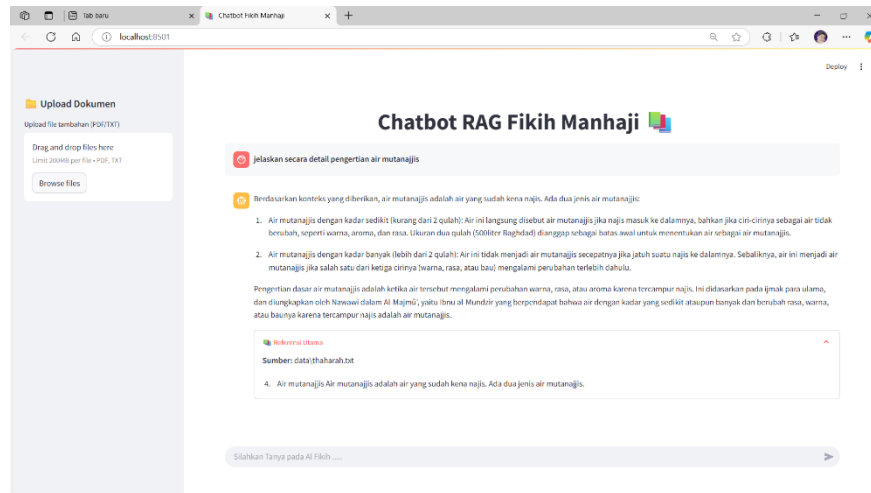 Tab baru
Chatbot Fikih Manhaji
localhost:8501
Deploy
Upload Dokumen
Upload file tambahan (PDF/TXT)
Drag and drop files here
Limit 200MB per file • PDF, TXT
Browse files
Chatbot RAG Fikih Manhaji
jelaskan secara detail pengertian air mutanajjis
Berdasarkan konteks yang diberikan, air mutanajjis adalah air yang sudah kena najis. Ada dua jenis air mutanajjis:
1. Air mutanajjis dengan kadar sedikit (kurang dari 2 qulah): Air ini langsung disebut air mutanajjis jika najis masuk ke dalamnya, bahkan jika ciri-cirinya sebagai air tidak
berubah, seperti warna, aroma, dan rasa. Ukuran dua qulah (500liter Baghdad) dianggap sebagai batas awal untuk menentukan air sebagai air mutanajjis.
2. Air mutanajjis dengan kadar banyak (lebih dari 2 qulah): Air ini tidak menjadi air mutanajjis secepatnya jika jatuh suatu najis ke dalamnya. Sebaliknya, air ini menjadi air
mutanajjis jika salah satu dari ketiga cirinya (warna, rasa, atau bau) mengalami perubahan terlebih dahulu.
Pengertian dasar air mutanajjis adalah ketika air tersebut mengalami perubahan warna, rasa, atau aroma karena tercampur najis. Ini didasarkan pada ijmak para ulama,
dan diungkapkan oleh Nawawi dalam Al Majmû', yaitu Ibnu al Mundzir yang berpendapat bahwa air dengan kadar yang sedikit ataupun banyak dan berubah rasa, warna,
atau baunya karena tercampur najis adalah air mutanajjis.
Referensi Utama
Sumber: data\thaharah.txt
4. Air mutanajjis Air mutanajjis adalah air yang sudah kena najis. Ada dua jenis air mutanajjis.
Silahkan Tanya pada Al Fikih .....